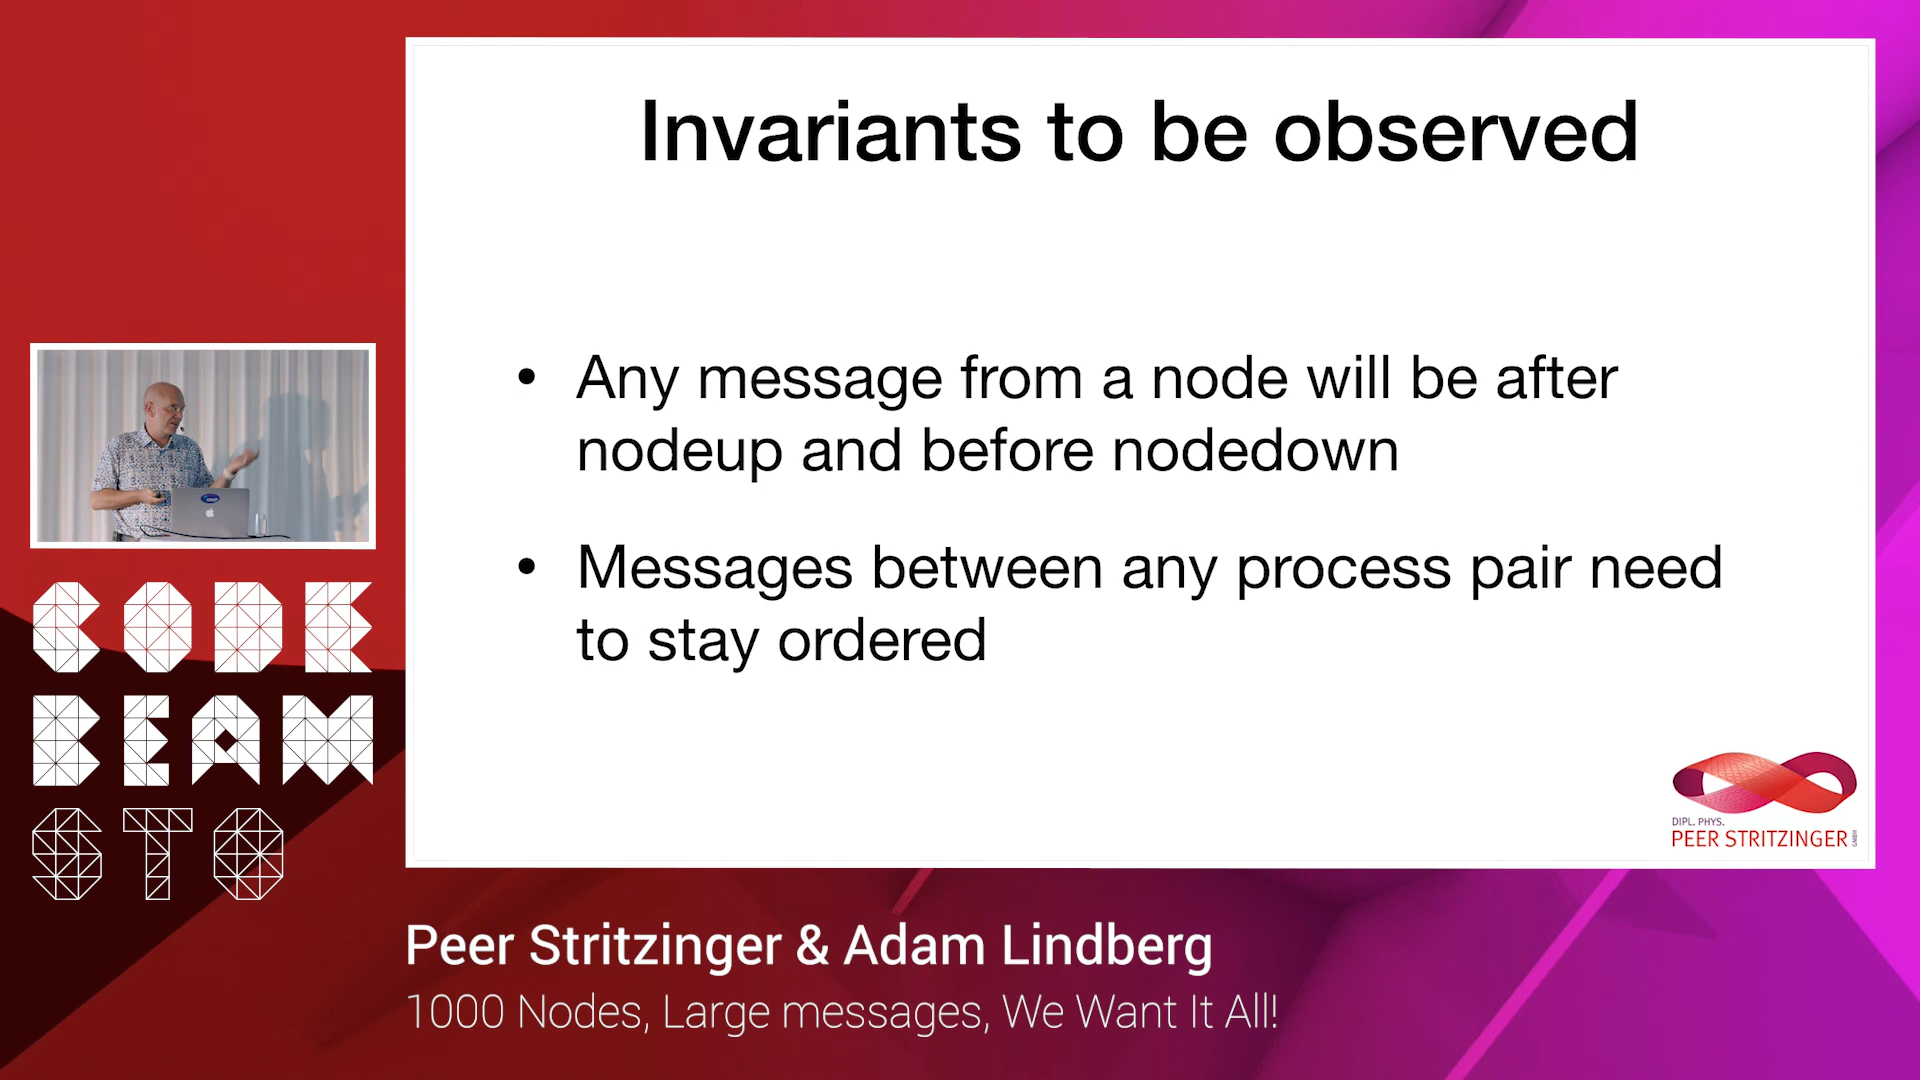 Invariants to be observed
• Any message from a node will be after
nodeup and before nodedown
• Messages between any process pair need
to stay ordered
DIPL. PHYS.
PEER STRITZINGER GMBH
CODE
BEAM
STO
Peer Stritzinger & Adam Lindberg
1000 Nodes, Large messages, We Want It All!